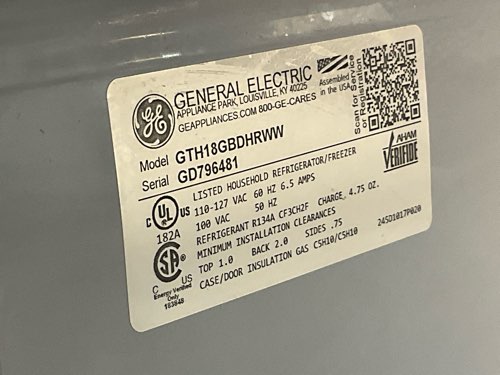 GE
GENERAL ELECTRIC
APPLIANCE PARK, LOUISVILLE, KY 40225
GEAPPLIANCES.COM 800-GE-CARES
Assembled
in the USA
Scan for Service
or Registration
Model GTH18GBDHRWW
Serial GD796481
AHAM
VERIFIDE
LISTED HOUSEHOLD REFRIGERATOR/FREEZER
110-127 VAC 60 HZ 6.5 AMPS
100 VAC 50 HZ
REFRIGERANT R134A CF3CH2F CHARGE, 4.75 OZ.
MINIMUM INSTALLATION CLEARANCES
TOP 1.0 BACK 2.0 SIDES .75
CASE/DOOR INSULATION GAS C5H10/C5H10
245D1017P020
C UL US
182A
SA
C US
Energy Verified
Only
183848